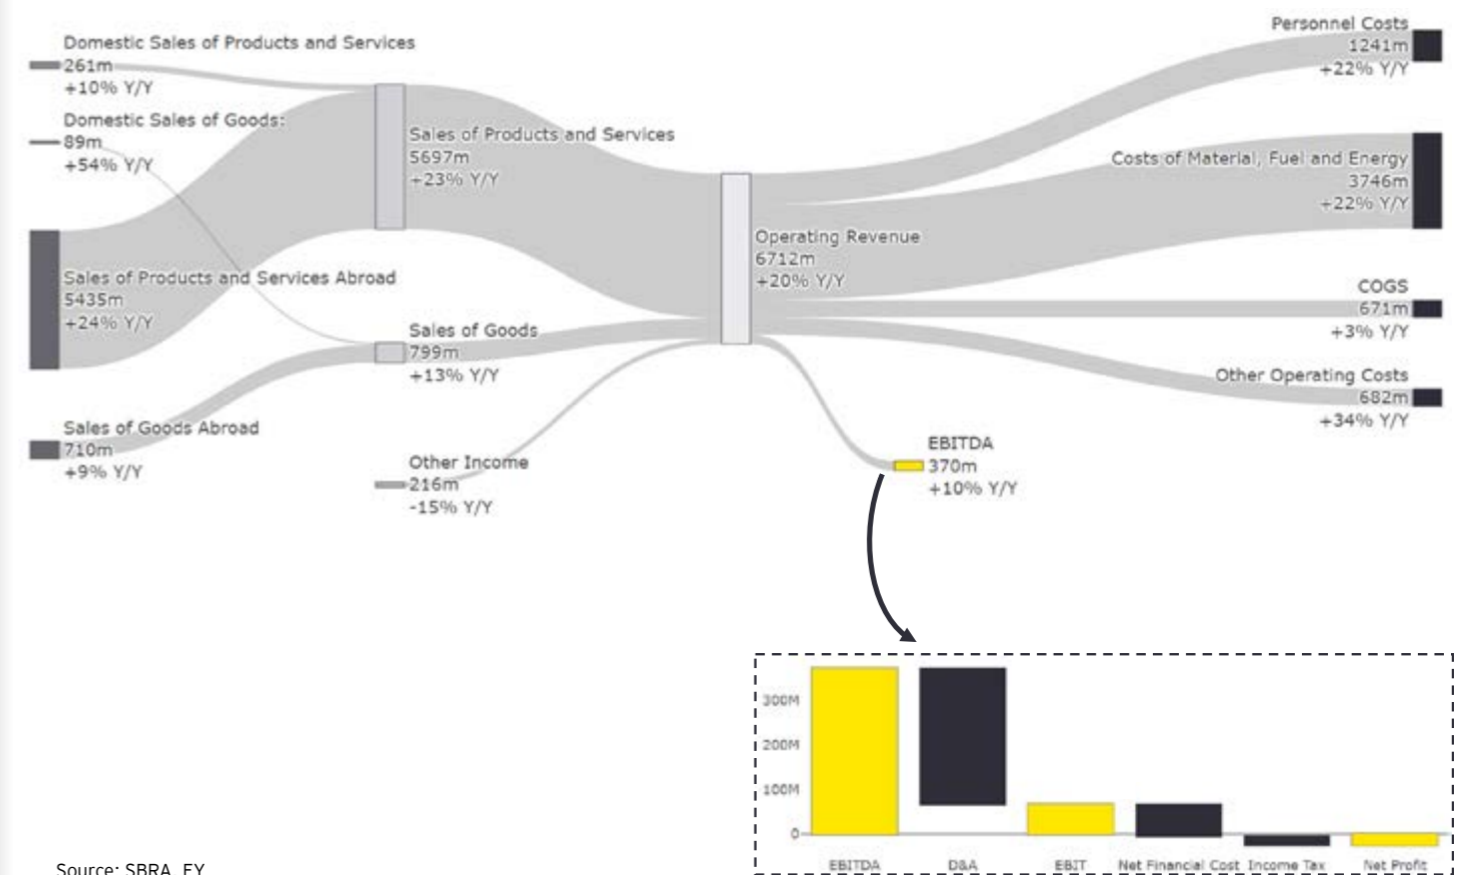 Domestic Sales of Products and Services
261m
+10% Y/Y
Domestic Sales of Goods:
89m
+54% Y/Y
Sales of Products and Services Abroad
5435m
+24% Y/Y
Sales of Goods Abroad
710m
+9% Y/Y
Sales of Products and Services
5697m
+23% Y/Y
Sales of Goods
799m
+13% Y/Y
Other Income
216m
-15% Y/Y
Operating Revenue
6712m
+20% Y/Y
Personnel Costs
1241m
+22% Y/Y
Costs of Material, Fuel and Energy
3746m
+22% Y/Y
COGS
671m
+3% Y/Y
Other Operating Costs
682m
+34% Y/Y
EBITDA
370m
+10% Y/Y
300M
200M
100M
0
EBITDA D&A EBIT Net Financial Cost Income Tax Net Profit
Source: SBRA, EY